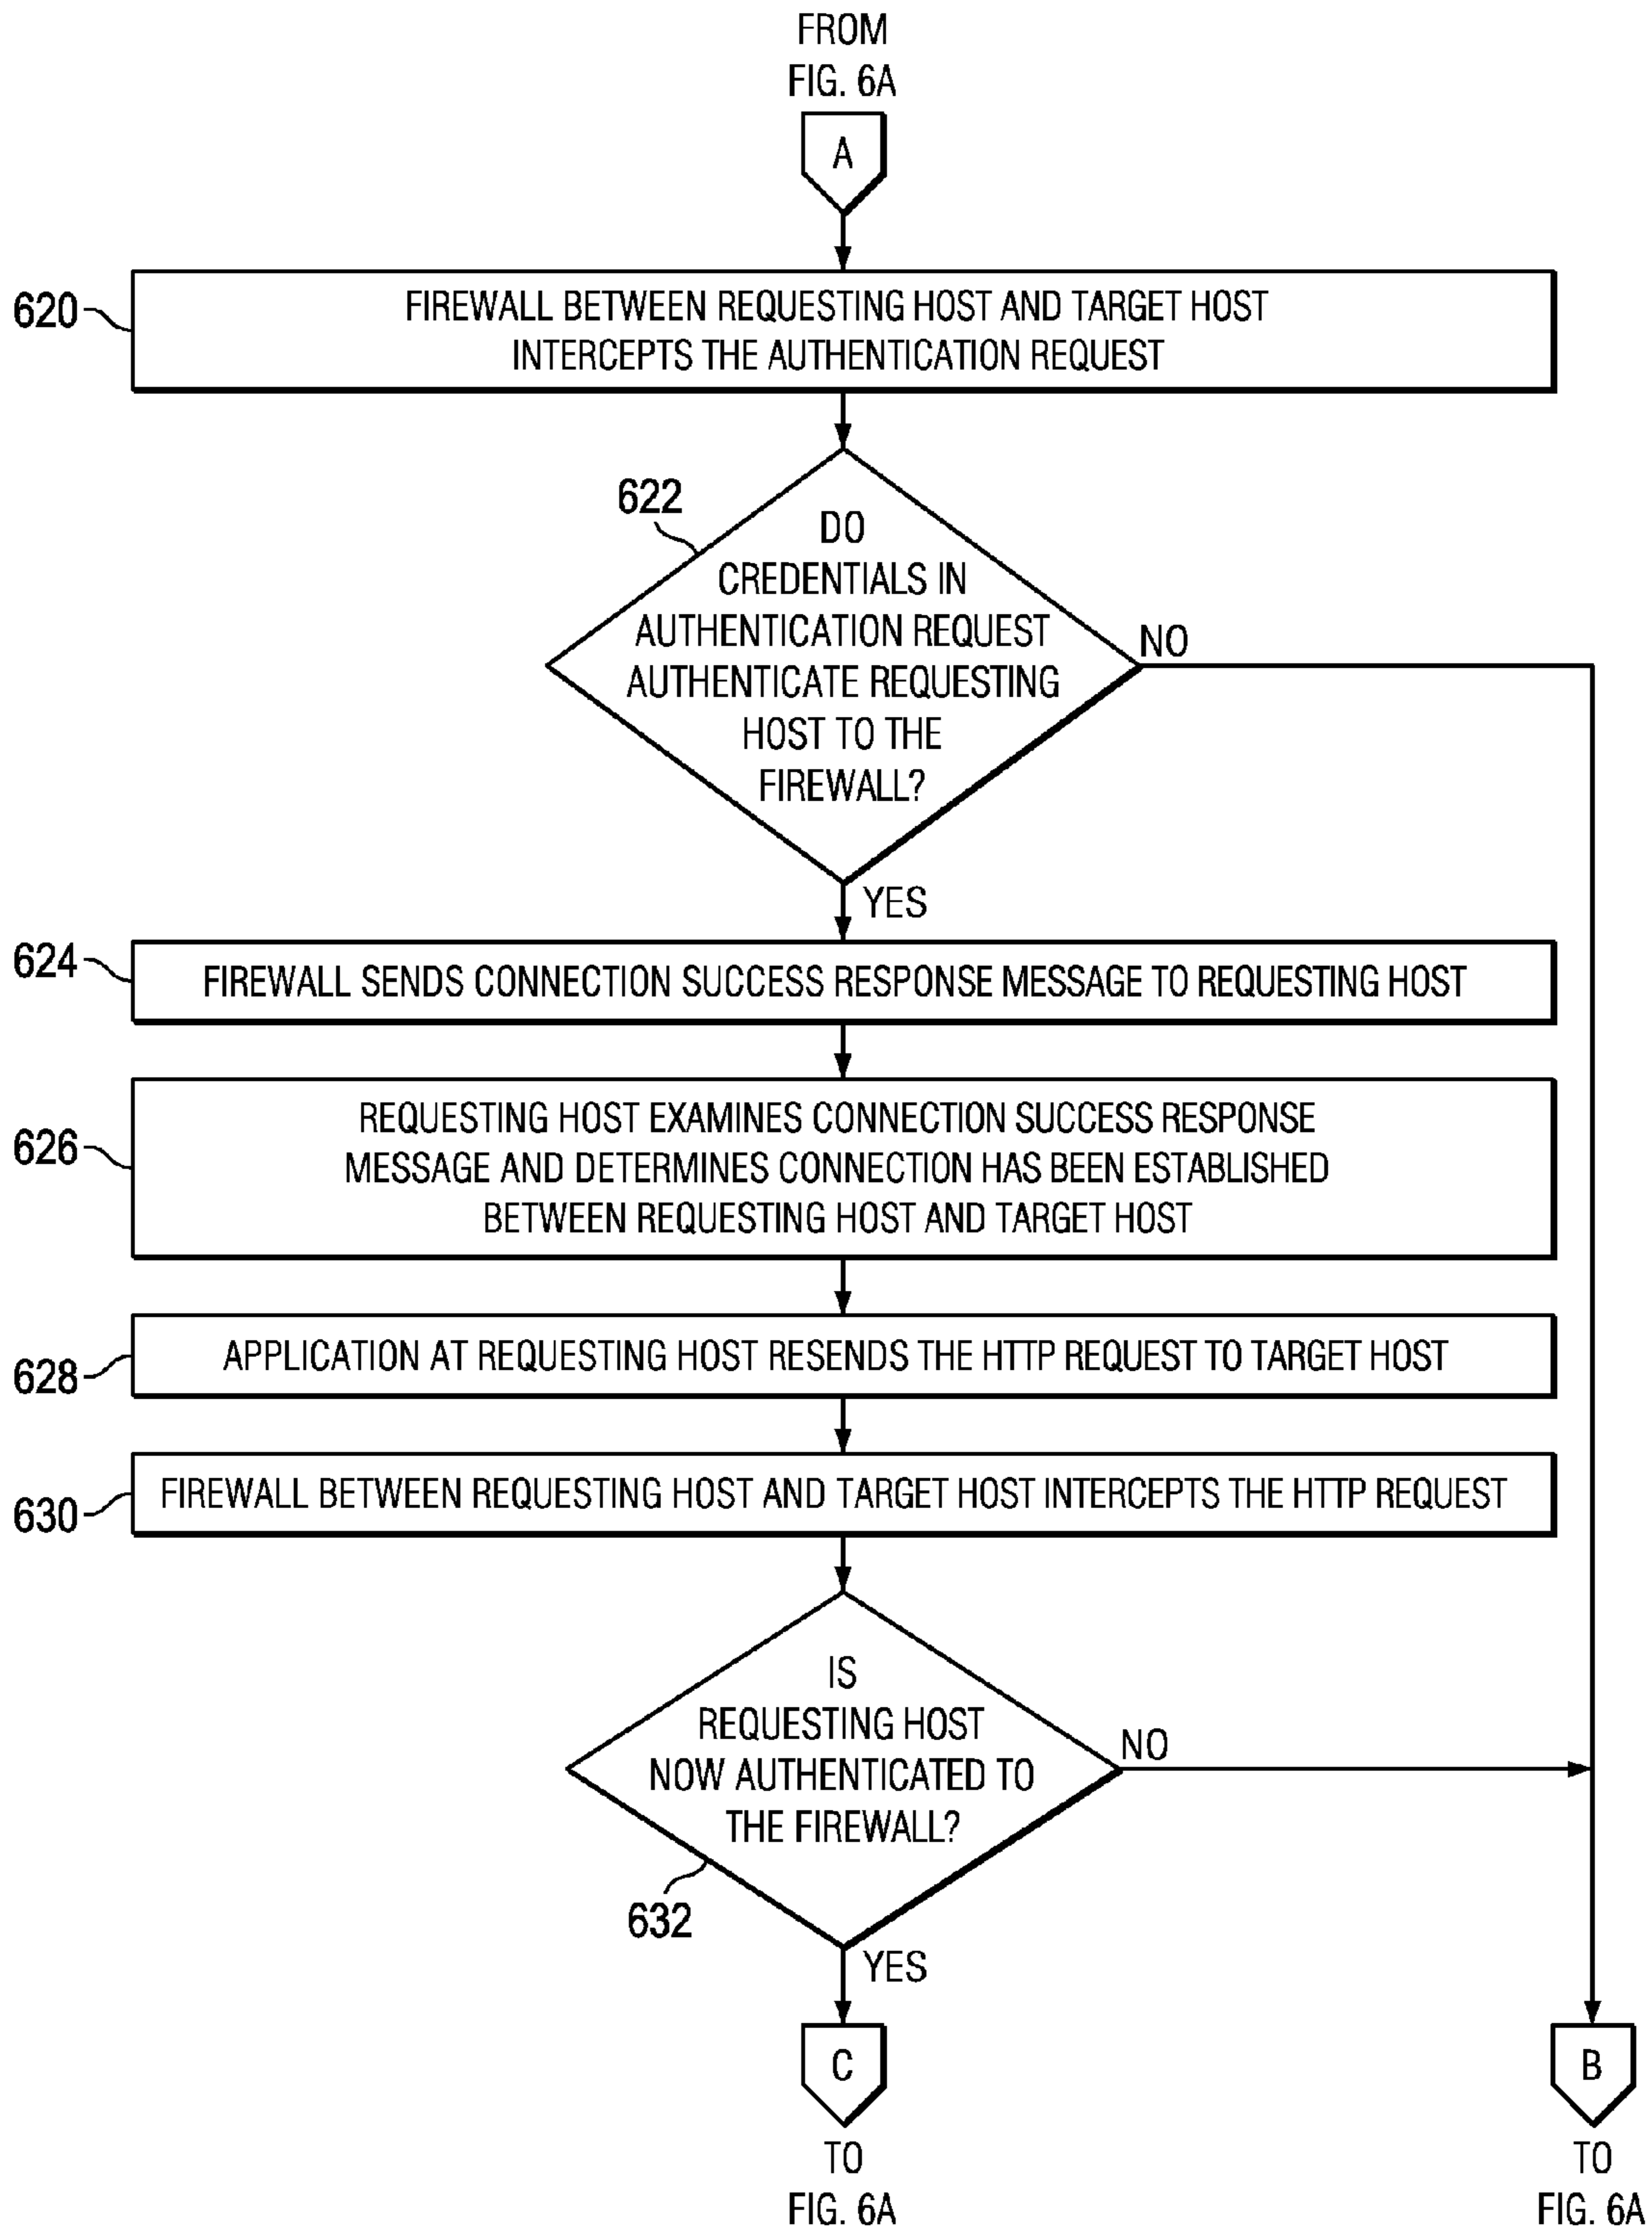 FROM
FIG. 6A
A
620
FIREWALL BETWEEN REQUESTING HOST AND TARGET HOST
INTERCEPTS THE AUTHENTICATION REQUEST
622
DO
CREDENTIALS IN
AUTHENTICATION REQUEST
AUTHENTICATE REQUESTING
HOST TO THE
FIREWALL?
NO
YES
624
FIREWALL SENDS CONNECTION SUCCESS RESPONSE MESSAGE TO REQUESTING HOST
626
REQUESTING HOST EXAMINES CONNECTION SUCCESS RESPONSE
MESSAGE AND DETERMINES CONNECTION HAS BEEN ESTABLISHED
BETWEEN REQUESTING HOST AND TARGET HOST
628
APPLICATION AT REQUESTING HOST RESENDS THE HTTP REQUEST TO TARGET HOST
630
FIREWALL BETWEEN REQUESTING HOST AND TARGET HOST INTERCEPTS THE HTTP REQUEST
IS
REQUESTING HOST
NOW AUTHENTICATED TO
THE FIREWALL?
NO
632
YES
C
TO
FIG. 6A
B
TO
FIG. 6A